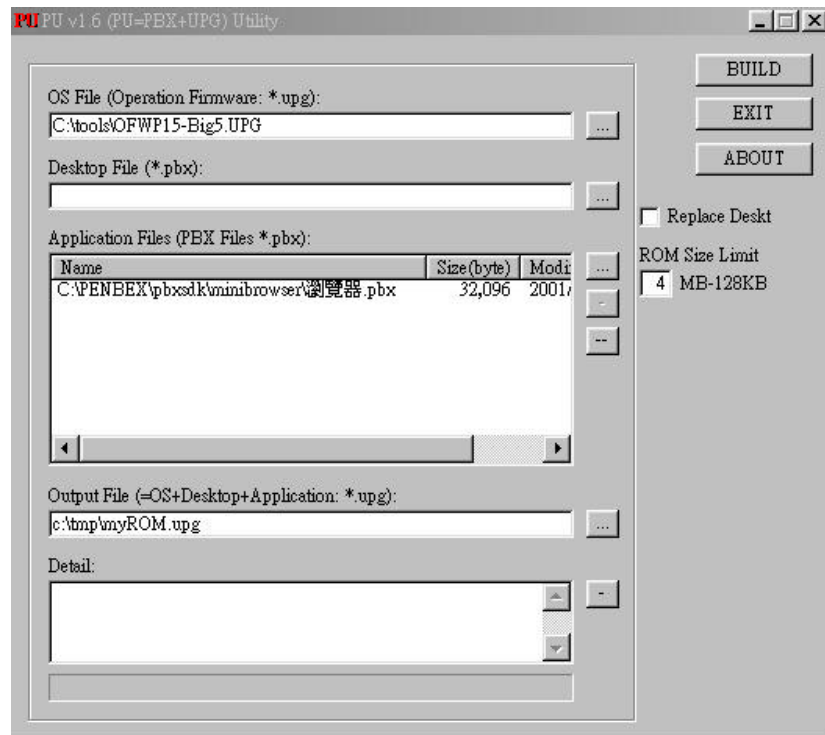 PU PU v1.6 (PU=PBX+UPG) Utility
BUILD
EXIT
ABOUT
OS File (Operation Firmware: *.upg):
C:\tools\OFWP15-Big5.UPG
...
Desktop File (*.pbx):
...
Replace Deskt
ROM Size Limit
4 MB-128KB
Application Files (PBX Files *.pbx):
Name Size(byte) Modi
...
C:\PENBEX\pbxsdk\minibrowser\瀏覽器.pbx 32,096 2001/
-
--
Output File (=OS+Desktop+Application: *.upg):
c:\tmp\myROM.upg
...
Detail:
-